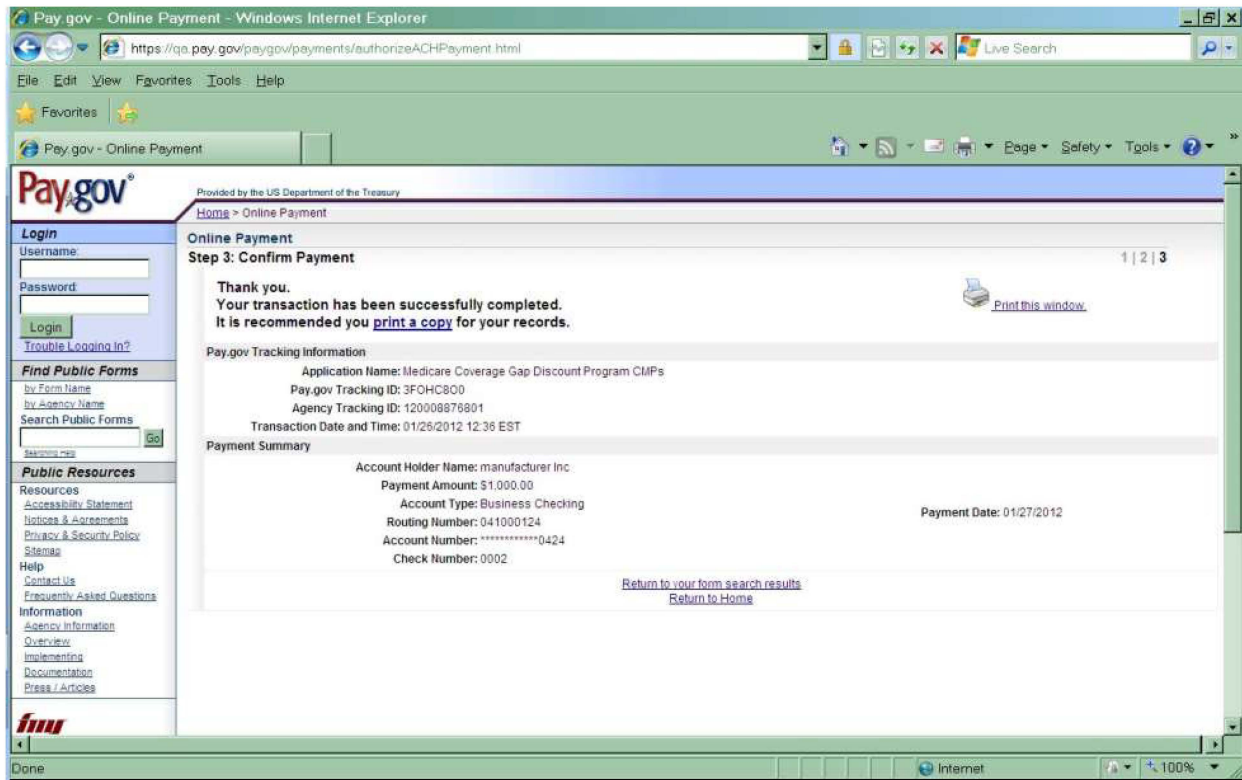 Pay.gov - Online Payment - Windows Internet Explorer
https://qa.pay.gov/paygov/payments/authorizeACHPayment.html
Live Search
File Edit View Favorites Tools Help
Favorites
Pay.gov - Online Payment
Page Safety Tools
Pay.gov®
Provided by the US Department of the Treasury
Home > Online Payment
Login
Username:
Password:
Login
Trouble Logging In?
Find Public Forms
by Form Name
by Agency Name
Search Public Forms
Go
Searching Help
Public Resources
Resources
Accessibility Statement
Notices & Agreements
Privacy & Security Policy
Sitemap
Help
Contact Us
Frequently Asked Questions
Information
Agency Information
Overview
Implementing
Documentation
Press / Articles
Online Payment
Step 3: Confirm Payment
1 | 2 | 3
Thank you.
Your transaction has been successfully completed.
It is recommended you print a copy for your records.
Print this window.
Pay.gov Tracking Information
Application Name: Medicare Coverage Gap Discount Program CMPs
Pay.gov Tracking ID: 3FOHC8O0
Agency Tracking ID: 120008876801
Transaction Date and Time: 01/26/2012 12:36 EST
Payment Summary
Account Holder Name: manufacturer Inc
Payment Amount: $1,000.00
Account Type: Business Checking
Routing Number: 041000124
Account Number: ************0424
Check Number: 0002
Payment Date: 01/27/2012
Return to your form search results
Return to Home
Done
Internet
100%